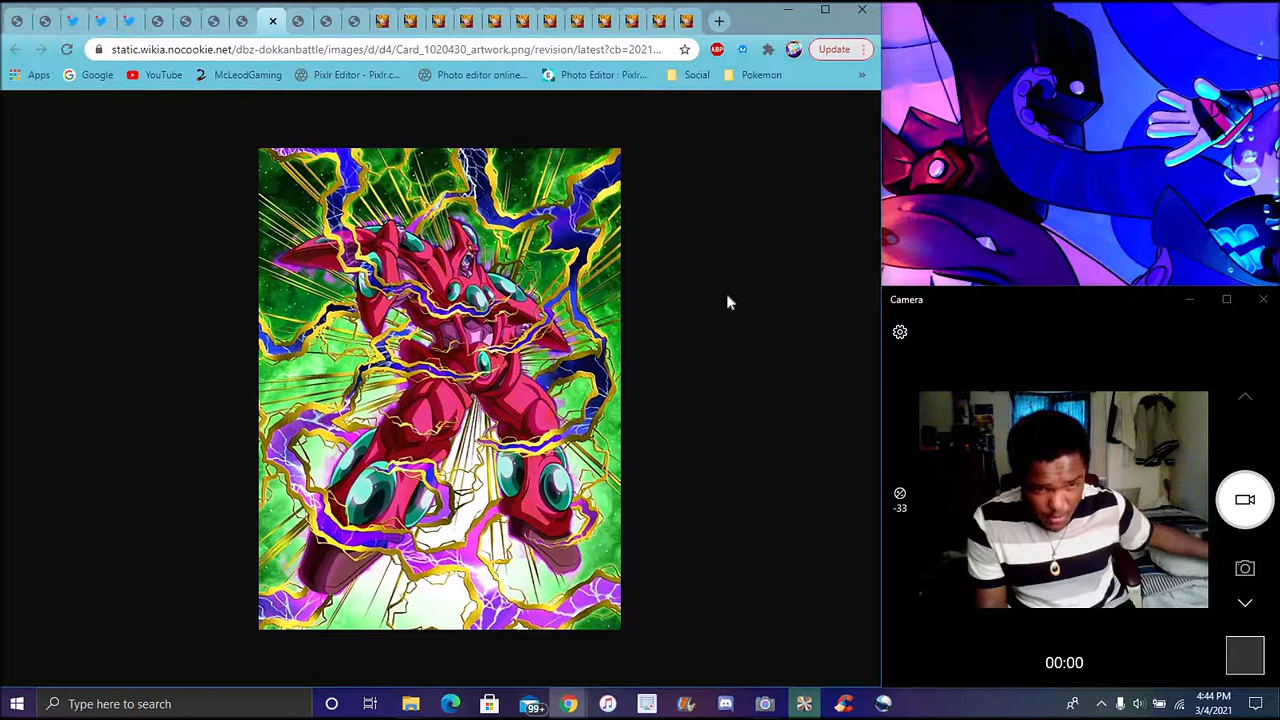 static.wikia.nocookie.net/dbz-dokkanbattle/images/d/d4/Card_1020430_artwork.png/revision/latest?cb=2021...
ABP
Update
Apps
Google
YouTube
McLeodGaming
Pixlr Editor - Pixlr.c...
Photo editor online...
Photo Editor : Pixlr...
Social
Pokemon
»
Camera
-33
00:00
Type here to search
99+
4:44 PM
3/4/2021